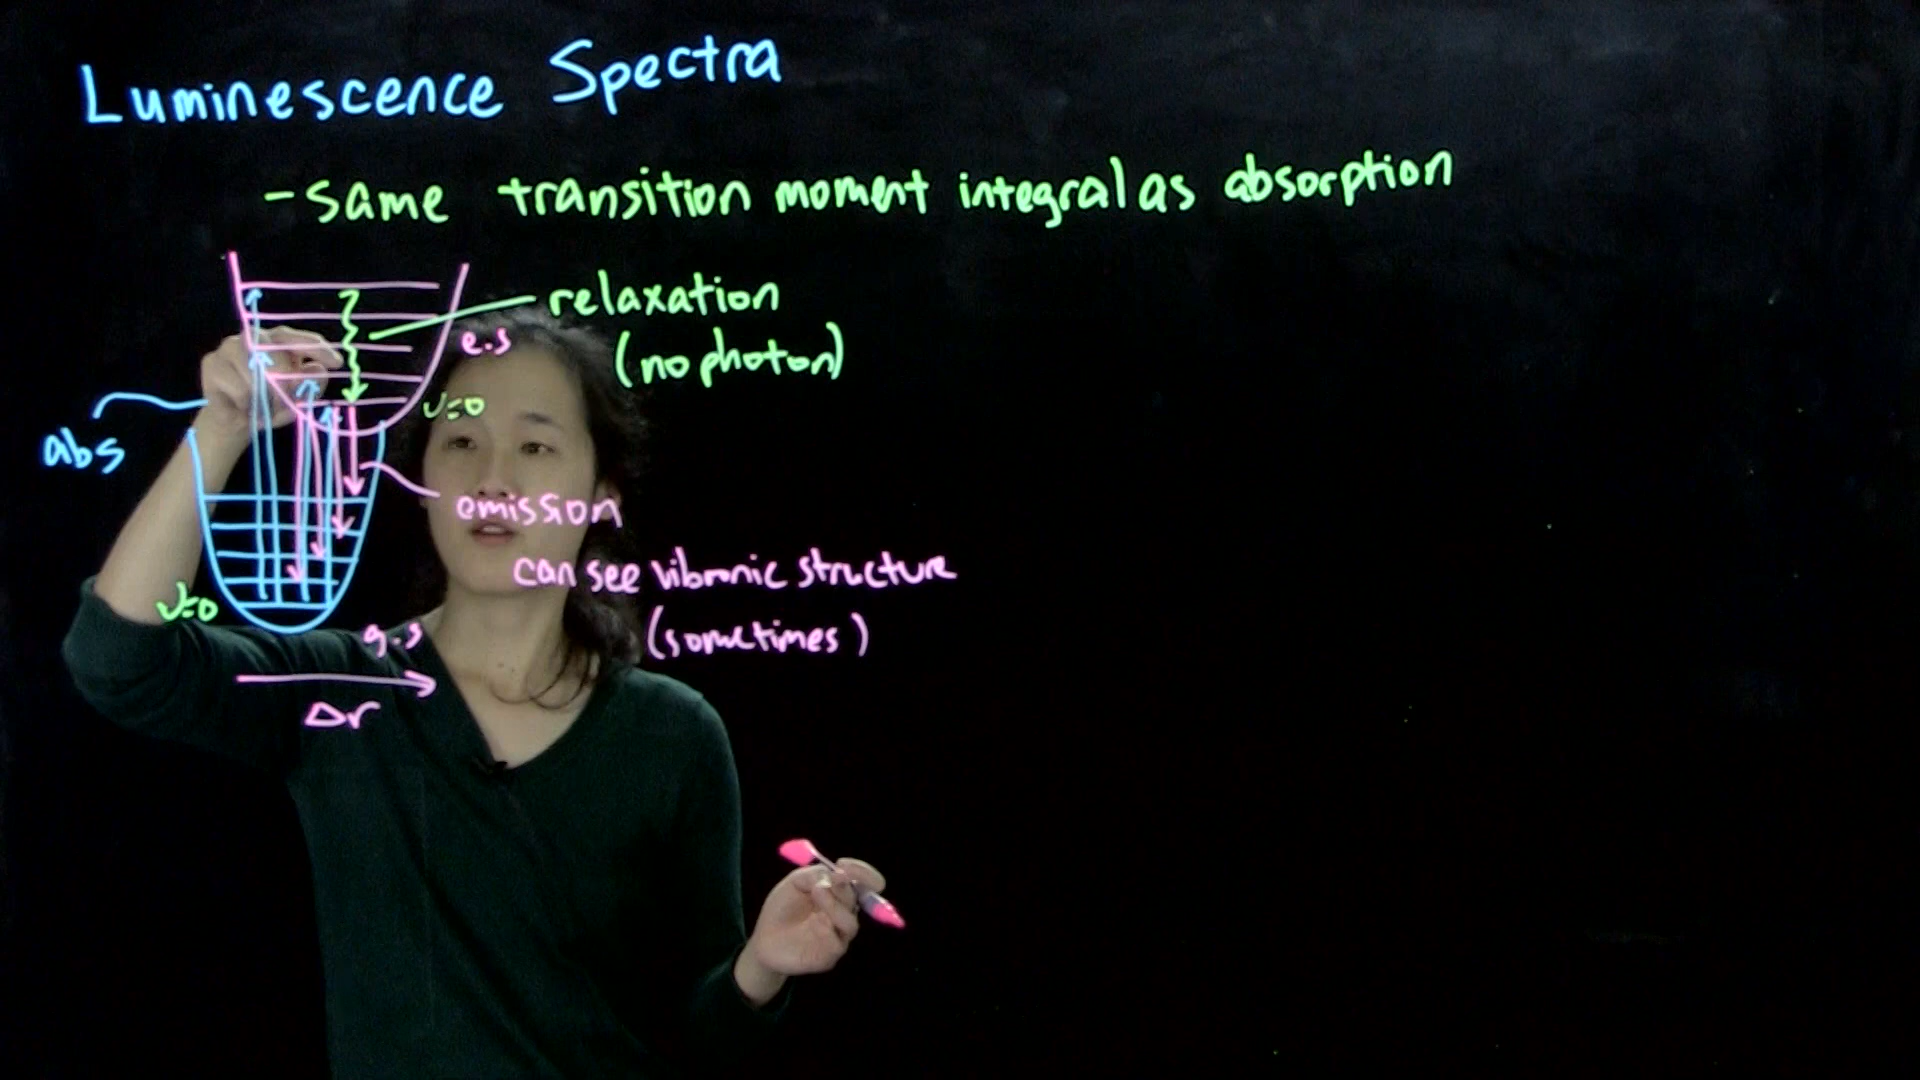 Luminescence Spectra
- same transition moment integral as absorption
relaxation
(no photon)
e.s
v=0
abs
emission
can see vibronic structure
(sometimes)
v=0
g.s
Δr